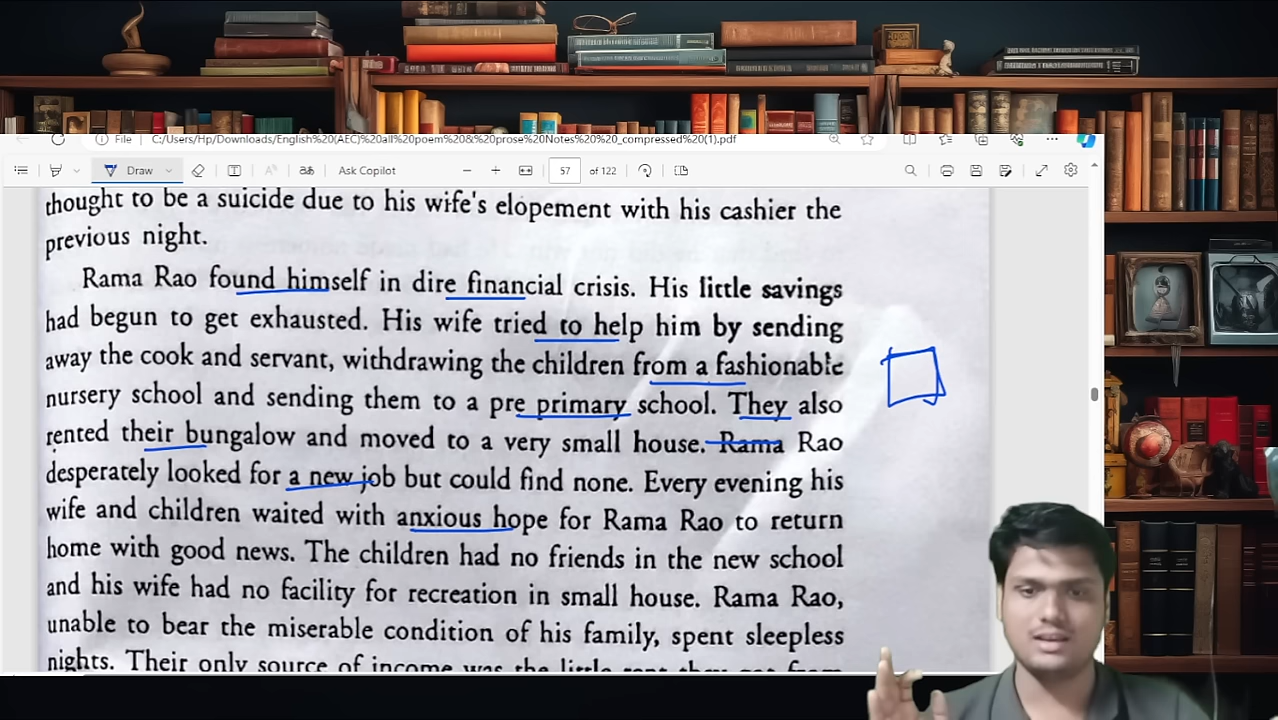 File
C:/Users/Hp/Downloads/English%20(AEC)%20all%20poem%20&%20prose%20Notes%20%20_compressed%20(1).pdf
Draw
Ask Copilot
57
of 122
thought to be a suicide due to his wife's elopement with his cashier the
previous night.
Rama Rao found himself in dire financial crisis. His little savings
had begun to get exhausted. His wife tried to help him by sending
away the cook and servant, withdrawing the children from a fashionable
nursery school and sending them to a pre primary school. They also
rented their bungalow and moved to a very small house. Rama Rao
desperately looked for a new job but could find none. Every evening his
wife and children waited with anxious hope for Rama Rao to return
home with good news. The children had no friends in the new school
and his wife had no facility for recreation in small house. Rama Rao,
unable to bear the miserable condition of his family, spent sleepless
nights. Their only source of income was the little rent they got from